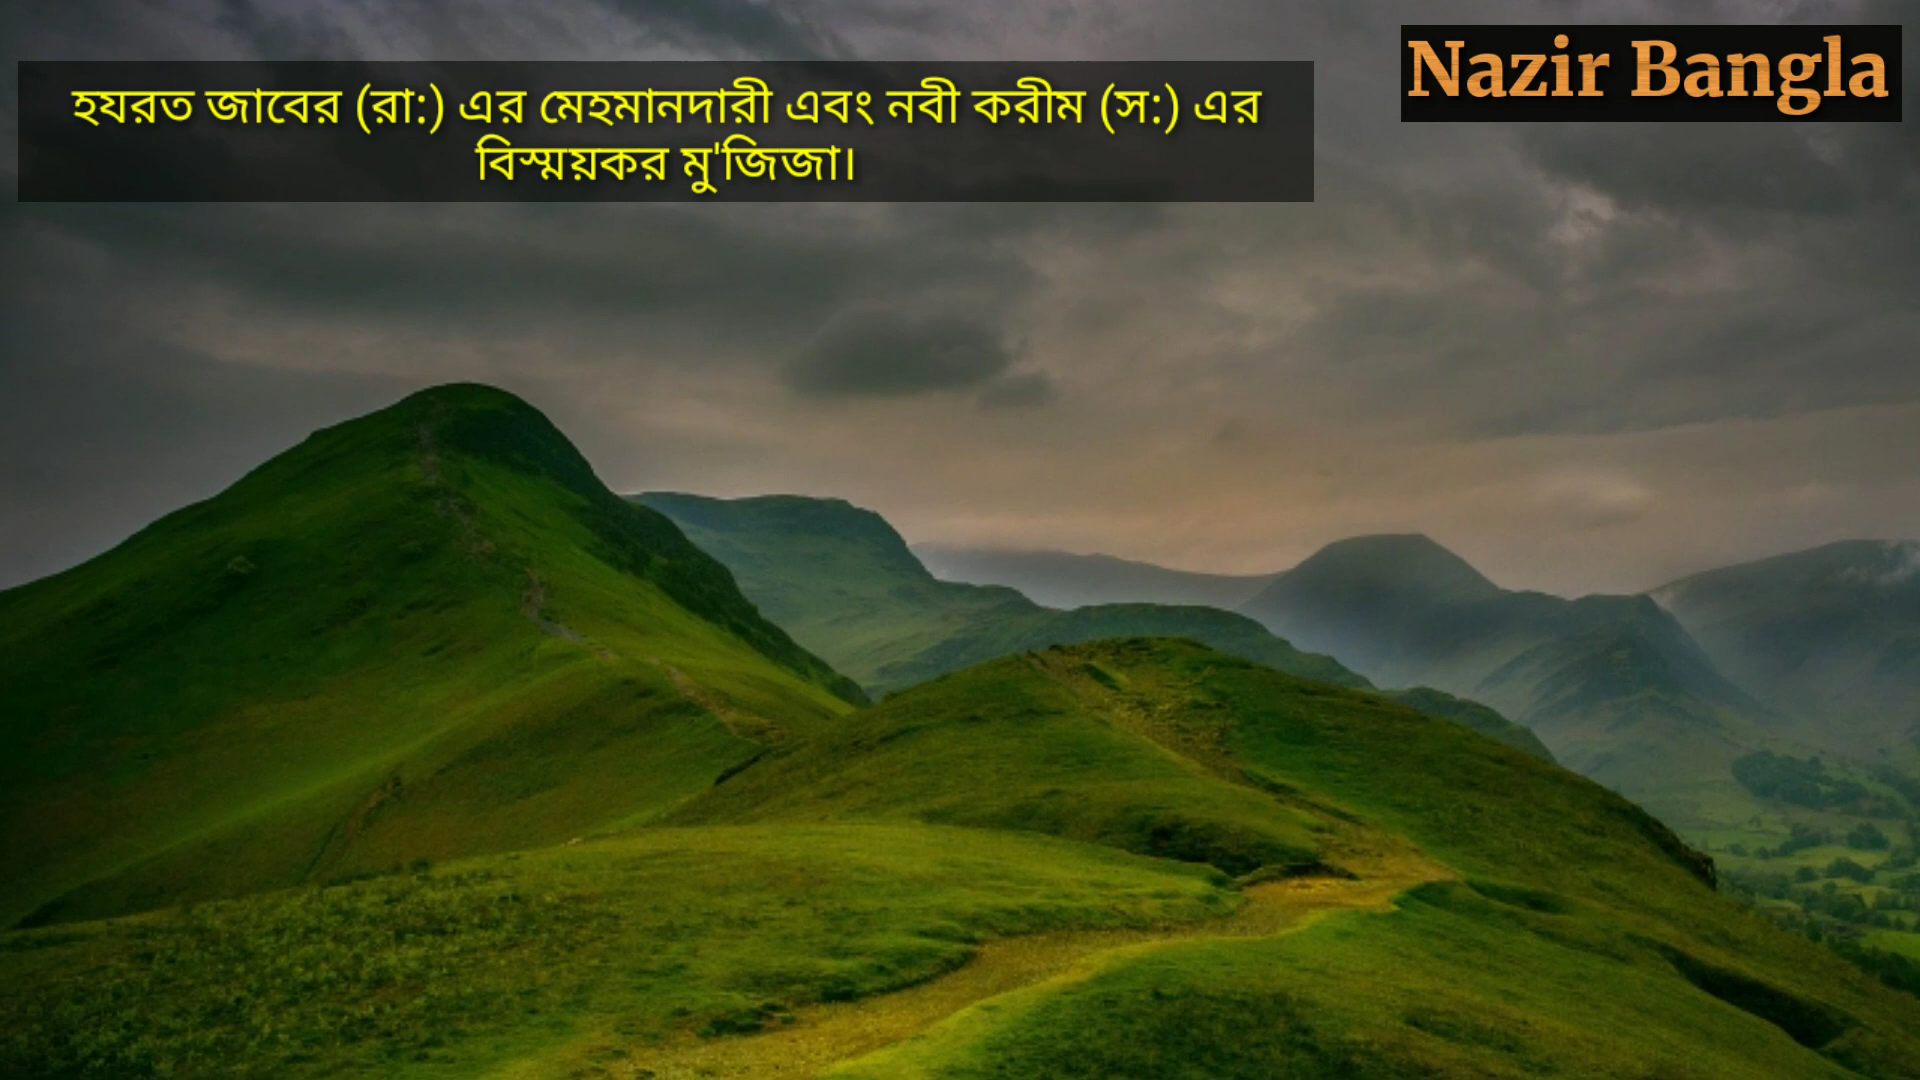 হযরত জাবের (রা:) এর মেহমানদারী এবং নবী করীম (স:) এর
বিস্ময়কর মু'জিজা।
Nazir Bangla